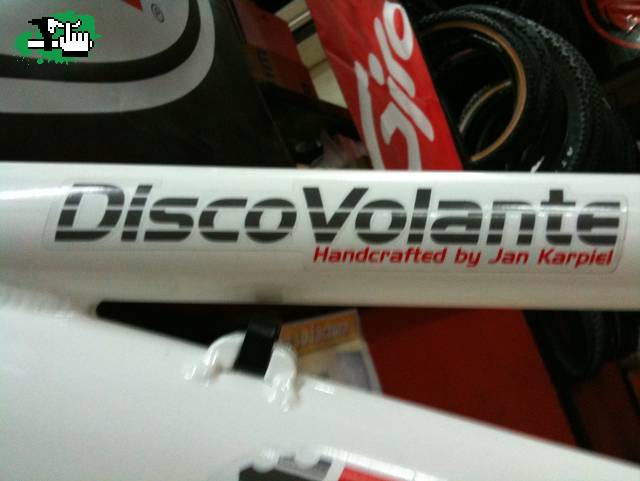 Giro
DiscoVolante
Handcrafted by Jan Karpiel